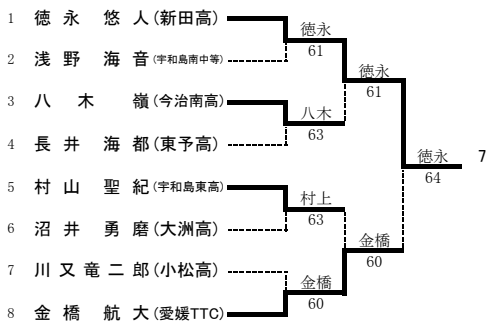 1 徳永 悠人(新田高)
2 浅野 海音(宇和島南中等)
3 八木 嶺(今治南高)
4 長井 海都(東予高)
5 村山 聖紀(宇和島東高)
6 沼井 勇磨(大洲高)
7 川又竜二郎(小松高)
8 金橋 航大(愛媛TTC)
徳永
61
八木
63
村上
63
金橋
60
徳永
61
金橋
60
徳永
64
7